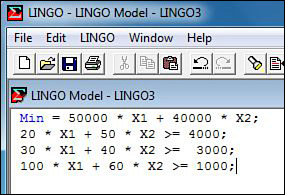 LINGO - LINGO Model - LINGO3
File Edit LINGO Window Help
LINGO Model - LINGO3
Min = 50000 * X1 + 40000 * X2;
20 * X1 + 50 * X2 >= 4000;
30 * X1 + 40 * X2 >=  3000;
100 * X1 + 60 * X2 >= 1000;